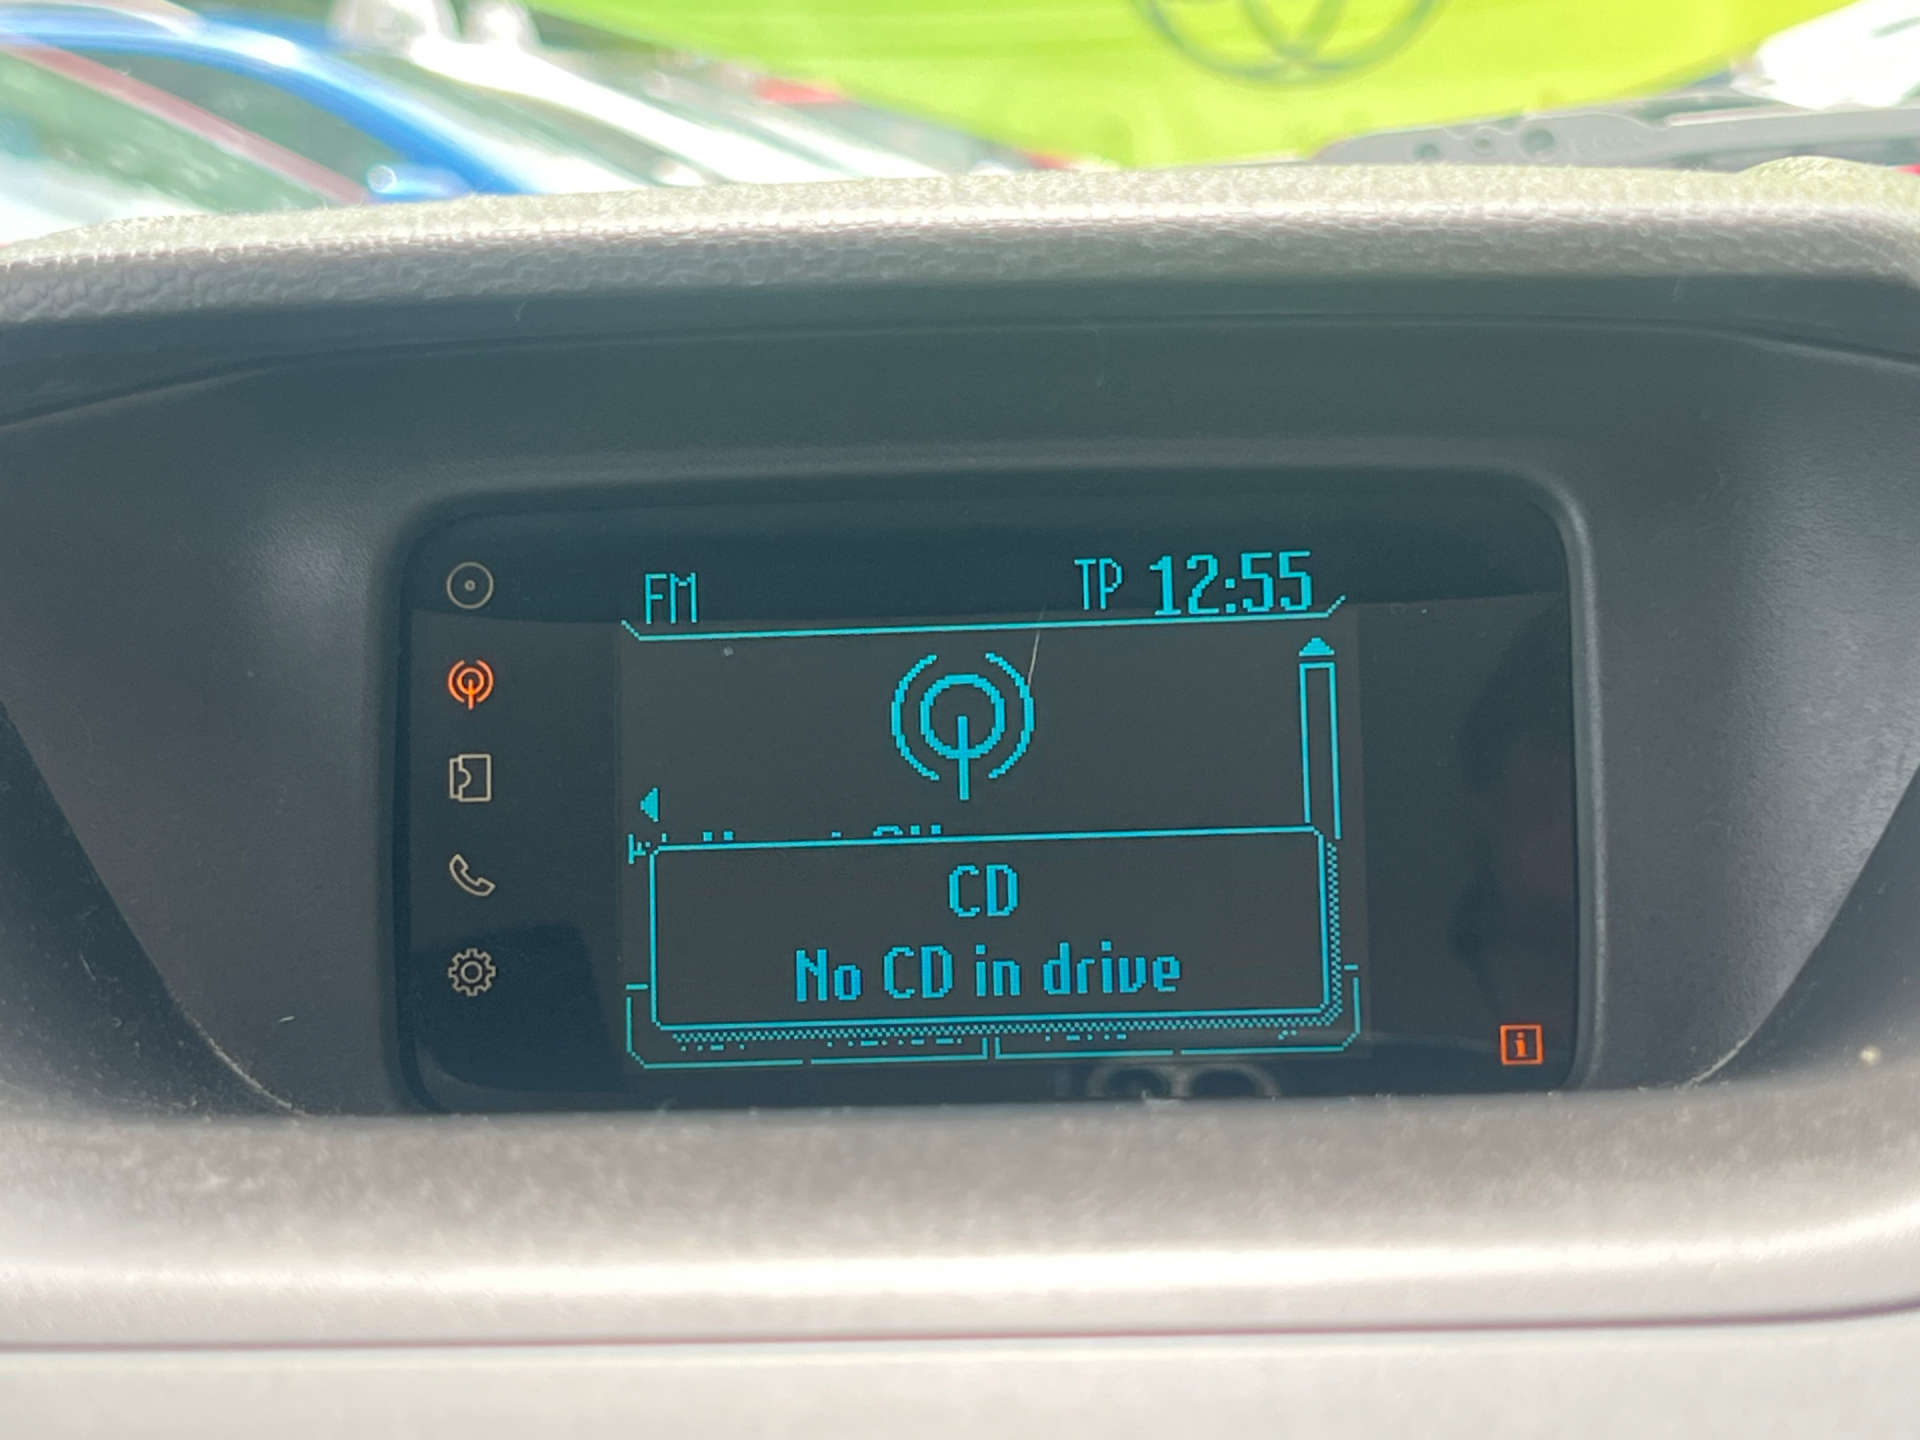 FM
TP 12:55
CD
No CD in drive
i